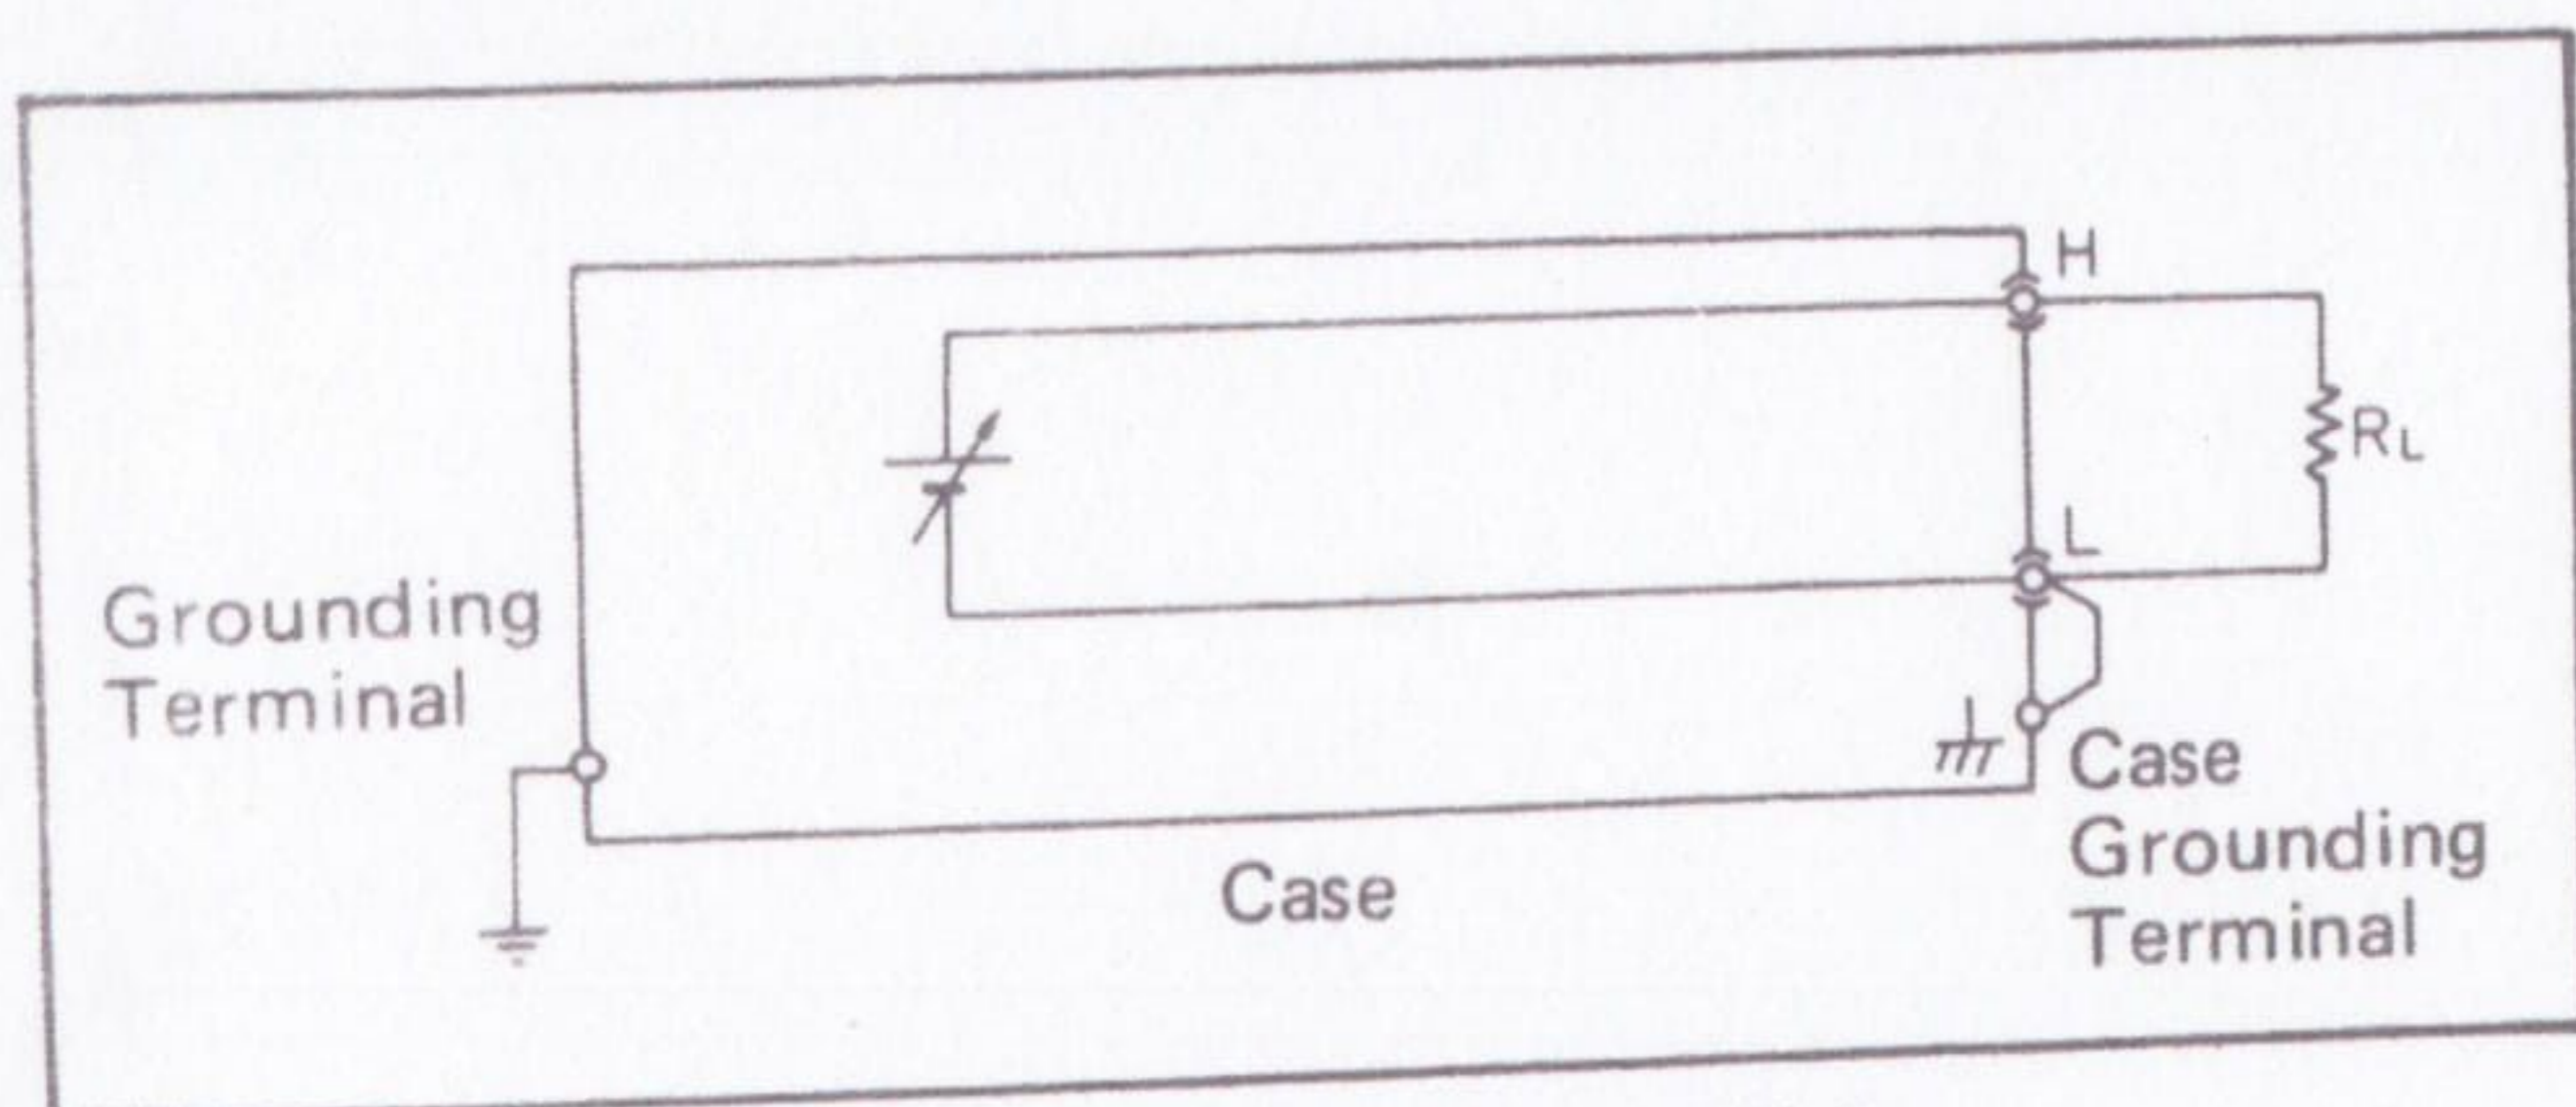 H
RL
L
Grounding
Terminal
Case
Grounding
Terminal
Case